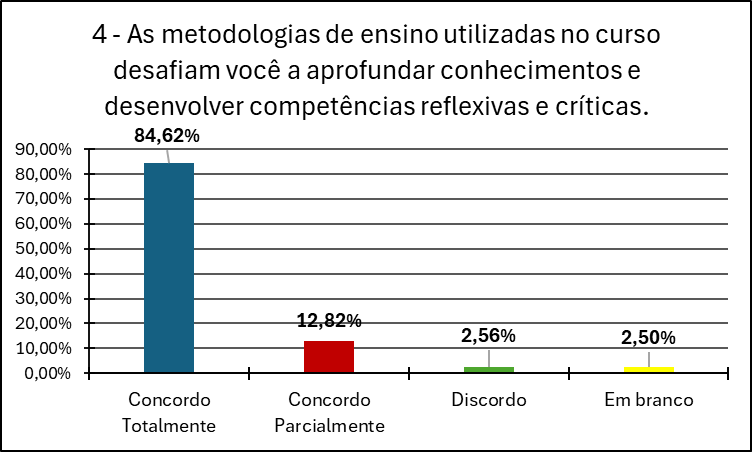 4 - As metodologias de ensino utilizadas no curso
desafiam você a aprofundar conhecimentos e
desenvolver competências reflexivas e críticas.
84,62%
90,00%
80,00%
70,00%
60,00%
50,00%
40,00%
30,00%
20,00%
12,82%
2,56%
2,50%
10,00%
0,00%
Concordo
Totalmente
Concordo
Parcialmente
Discordo
Em branco